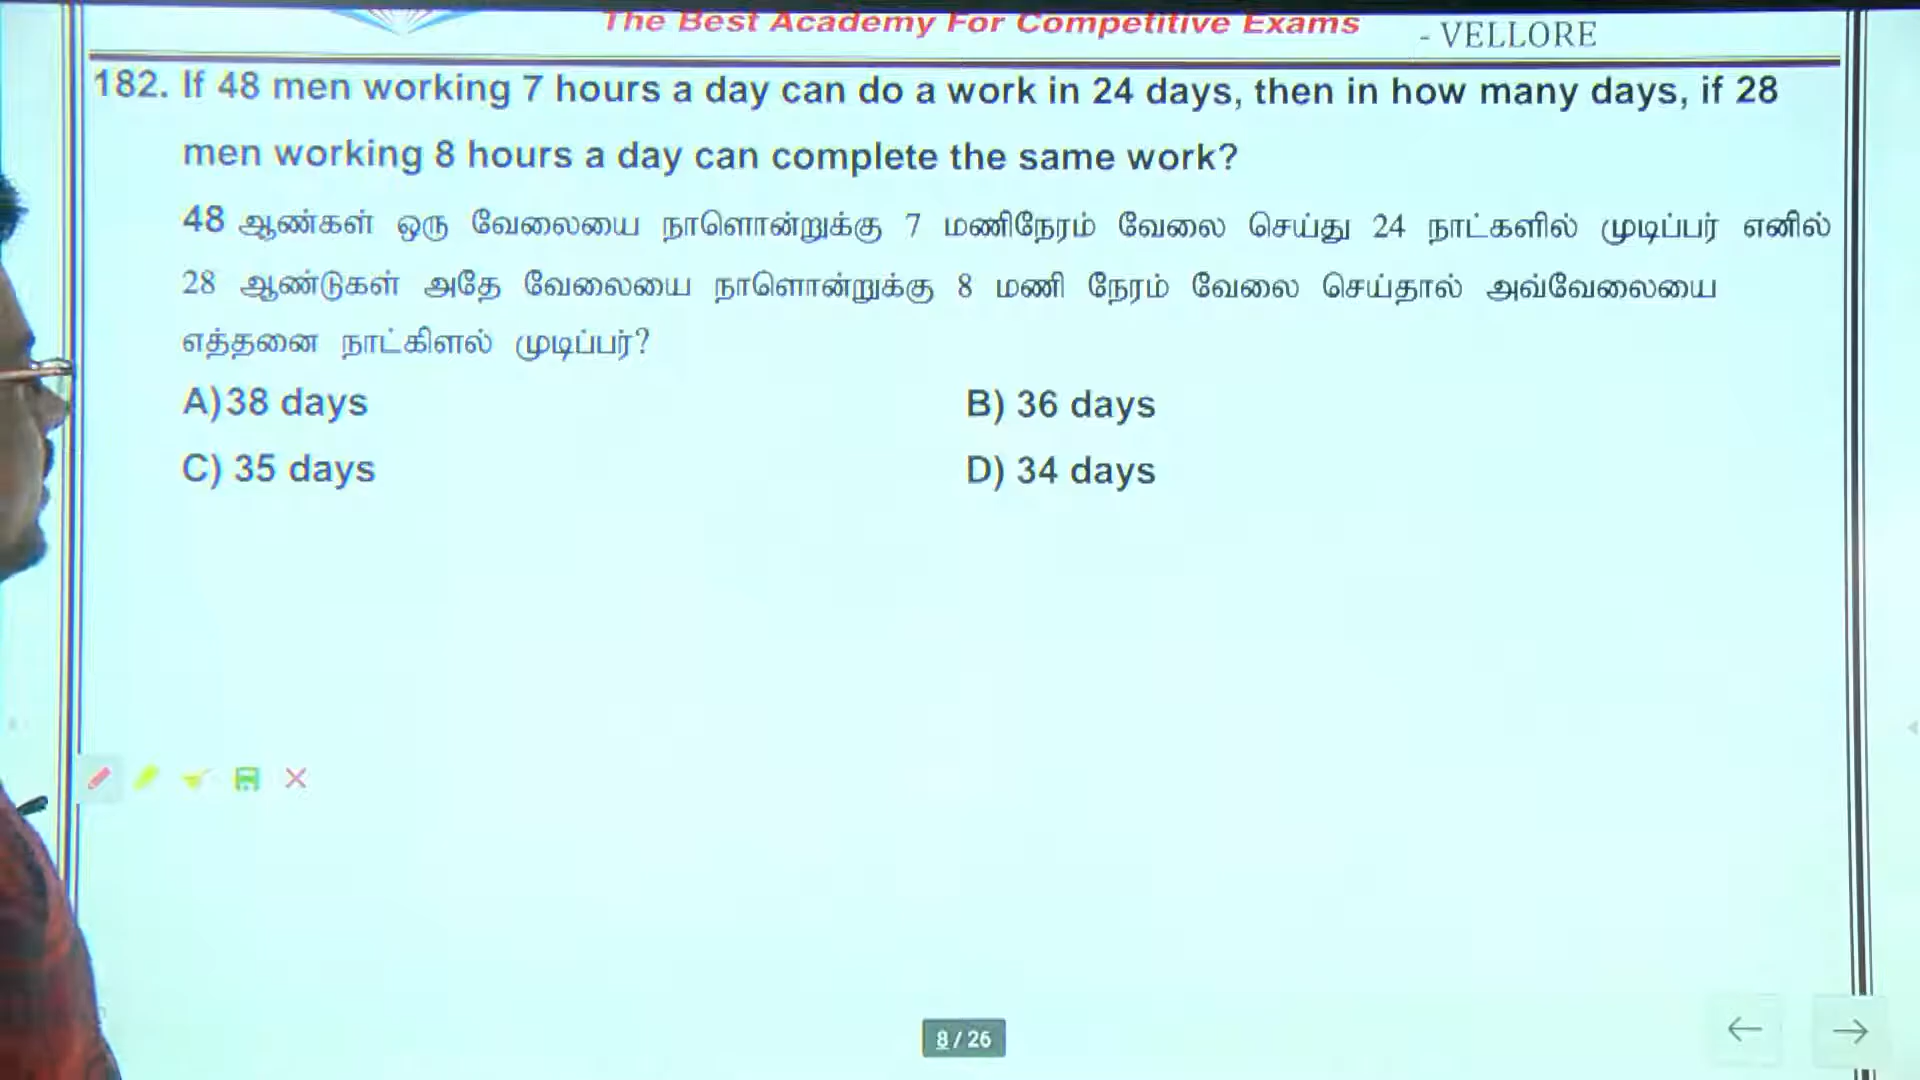 The Best Academy For Competitive Exams
- VELLORE
182. If 48 men working 7 hours a day can do a work in 24 days, then in how many days, if 28
men working 8 hours a day can complete the same work?
48 ஆண்கள் ஒரு வேலையை நாளொன்றுக்கு 7 மணிநேரம் வேலை செய்து 24 நாட்களில் முடிப்பர் எனில்
28 ஆண்டுகள் அதே வேலையை நாளொன்றுக்கு 8 மணி நேரம் வேலை செய்தால் அவ்வேலையை
எத்தனை நாட்கிளல் முடிப்பர்?
A)38 days
B) 36 days
C) 35 days
D) 34 days
8 / 26